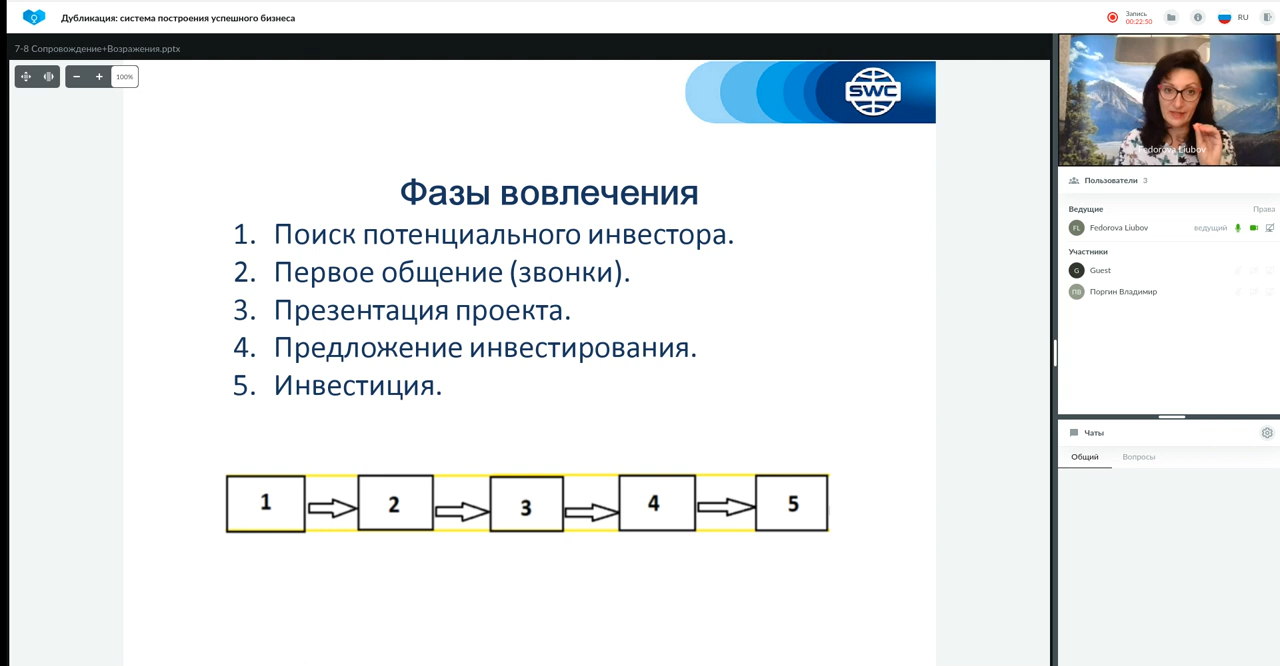 Дубликация: система построения успешного бизнеса
Запись
00:22:50
RU
7-8 Сопровождение+Возражения.pptx
100%
SWC
Фазы вовлечения
1. Поиск потенциального инвестора.
2. Первое общение (звонки).
3. Презентация проекта.
4. Предложение инвестирования.
5. Инвестиция.
1 2 3 4 5
Fedorova Liubov
Пользователи 3
Ведущие Права
FL Fedorova Liubov ведущий
Участники
G Guest
ПВ Поргин Владимир
Чаты
Общий Вопросы